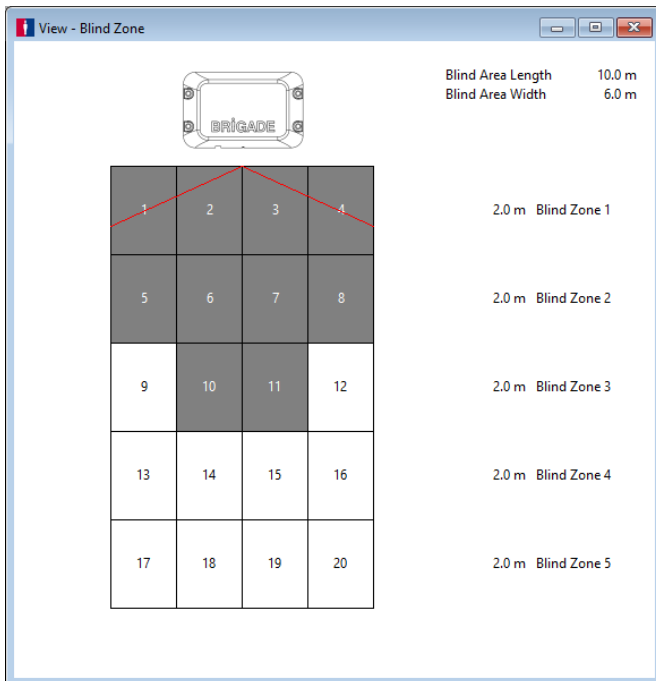 View - Blind Zone
Blind Area Length 10.0 m
Blind Area Width 6.0 m
BRIGADE
1 2 3 4 2.0 m Blind Zone 1
5 6 7 8 2.0 m Blind Zone 2
9 10 11 12 2.0 m Blind Zone 3
13 14 15 16 2.0 m Blind Zone 4
17 18 19 20 2.0 m Blind Zone 5